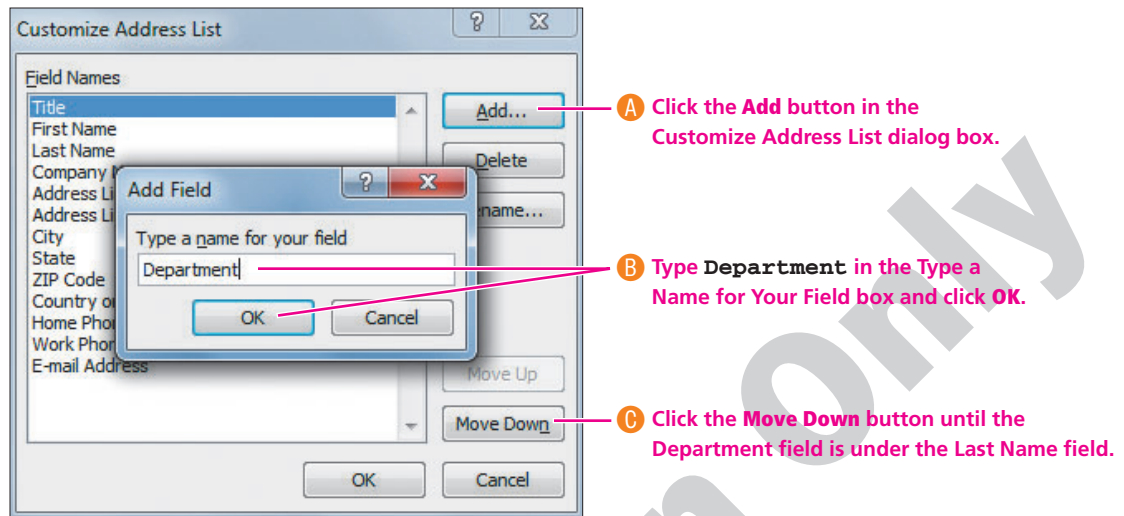 Customize Address List
Field Names
Title
First Name
Last Name
Company
Address Li
Address Li
City
State
ZIP Code
Country o
Home Pho
Work Phor
E-mail Address
Add...
Delete
ename...
Move Up
Move Down
OK
Cancel
Add Field
Type a name for your field
Department
OK
Cancel
A Click the Add button in the
Customize Address List dialog box.
B Type Department in the Type a
Name for Your Field box and click OK.
C Click the Move Down button until the
Department field is under the Last Name field.
Only